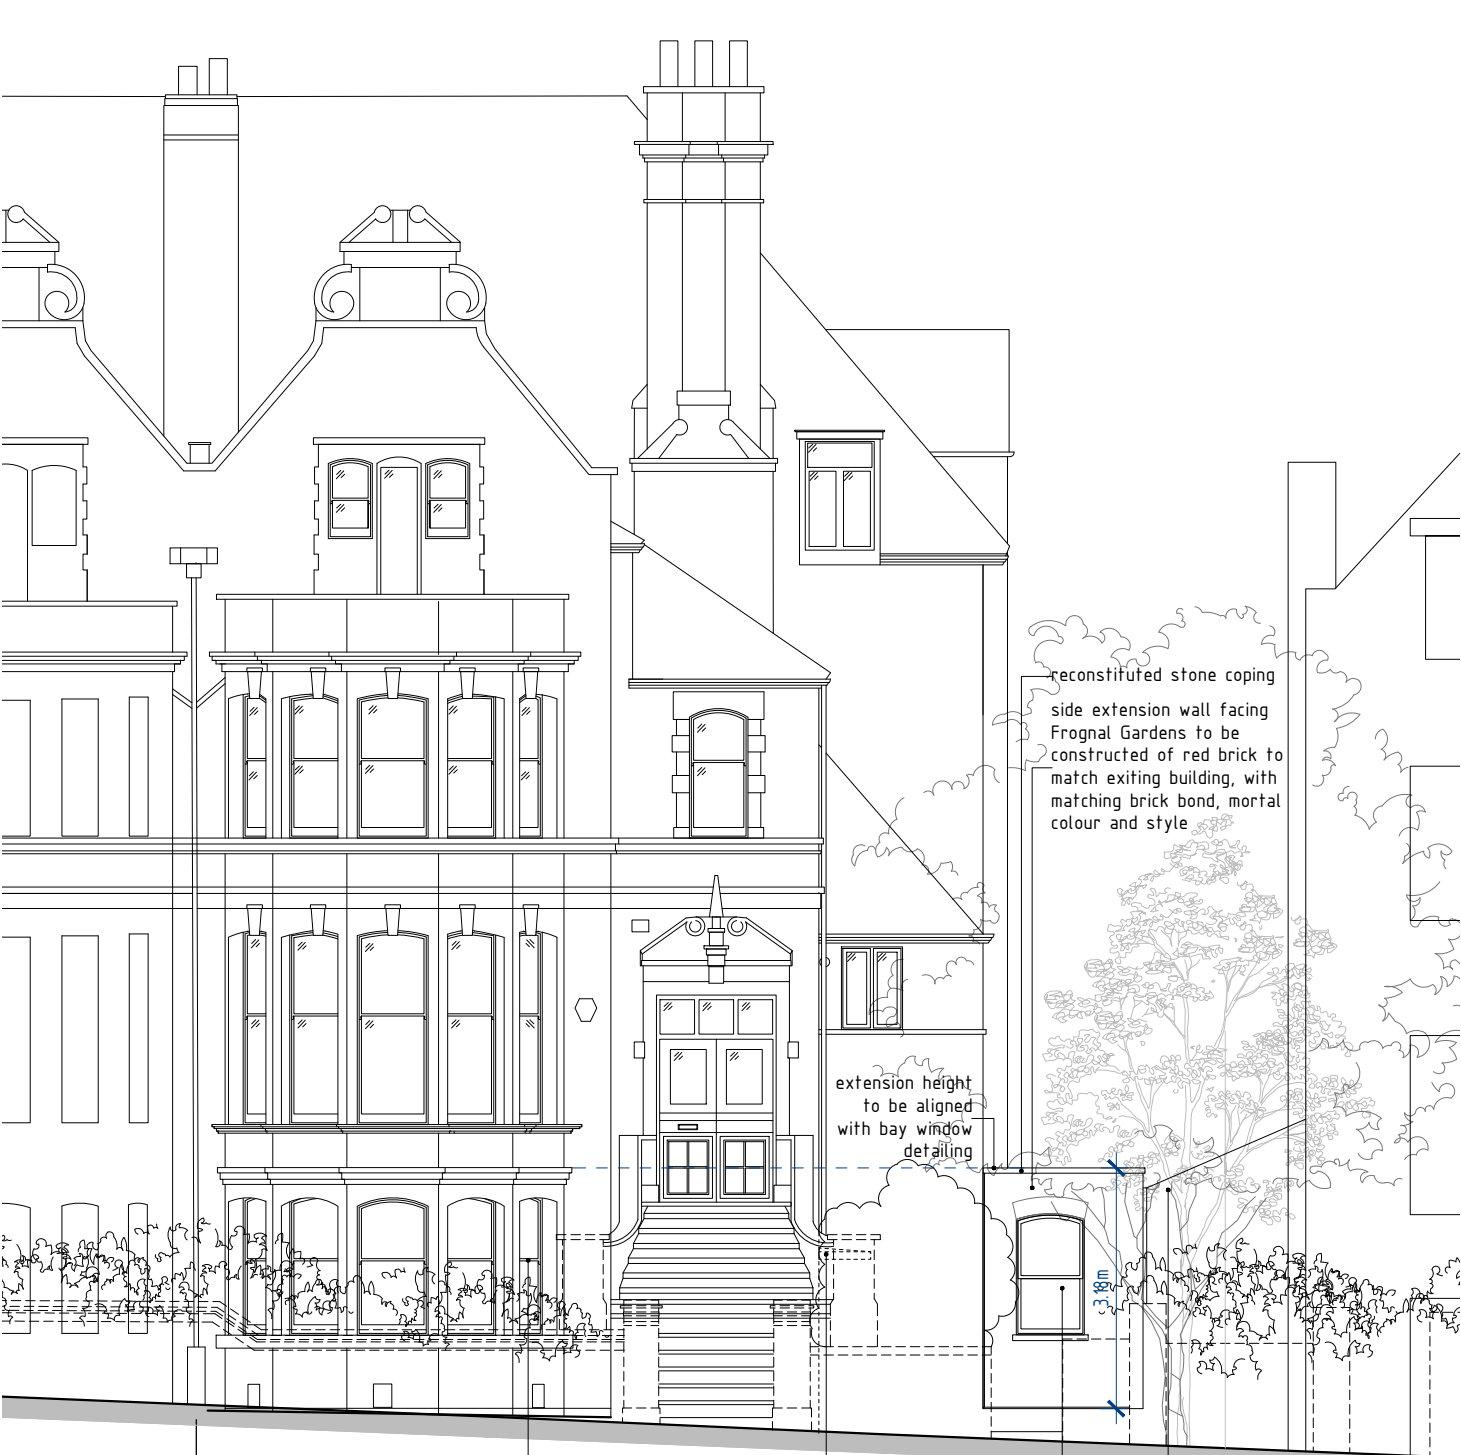 reconstituted stone coping
side extension wall facing
Frognal Gardens to be
constructed of red brick to
match exiting building, with
matching brick bond, mortal
colour and style
extension height
to be aligned
with bay window
detailing
3.18m